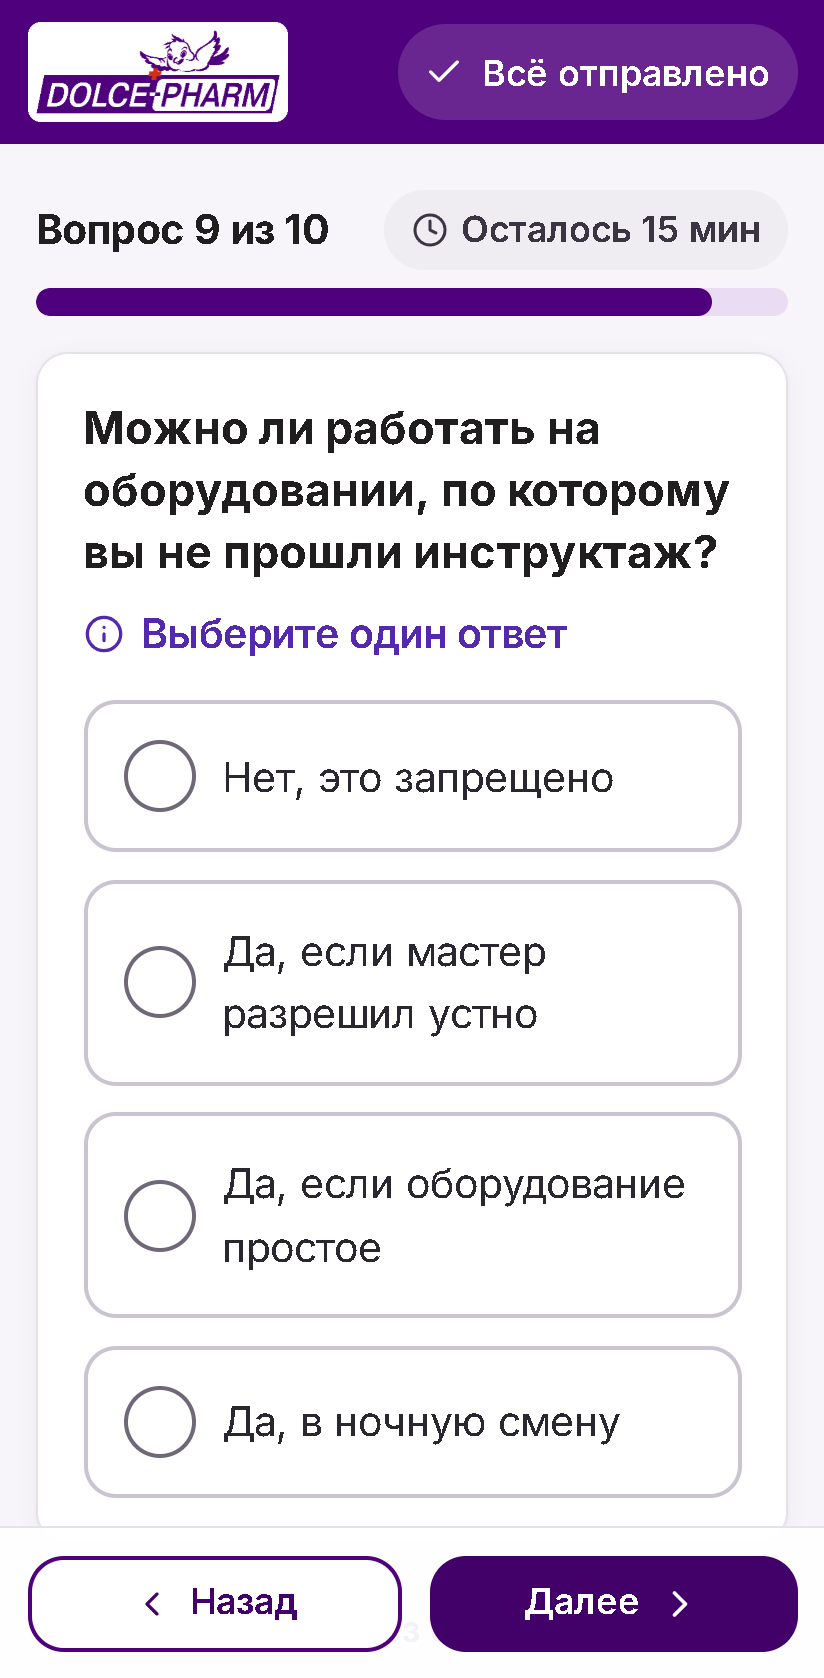 DOLCE-PHARM
Всё отправлено
Вопрос 9 из 10
Осталось 15 мин
Можно ли работать на
оборудовании, по которому
вы не прошли инструктаж?
Выберите один ответ
Нет, это запрещено
Да, если мастер
разрешил устно
Да, если оборудование
простое
Да, в ночную смену
Назад
Далее